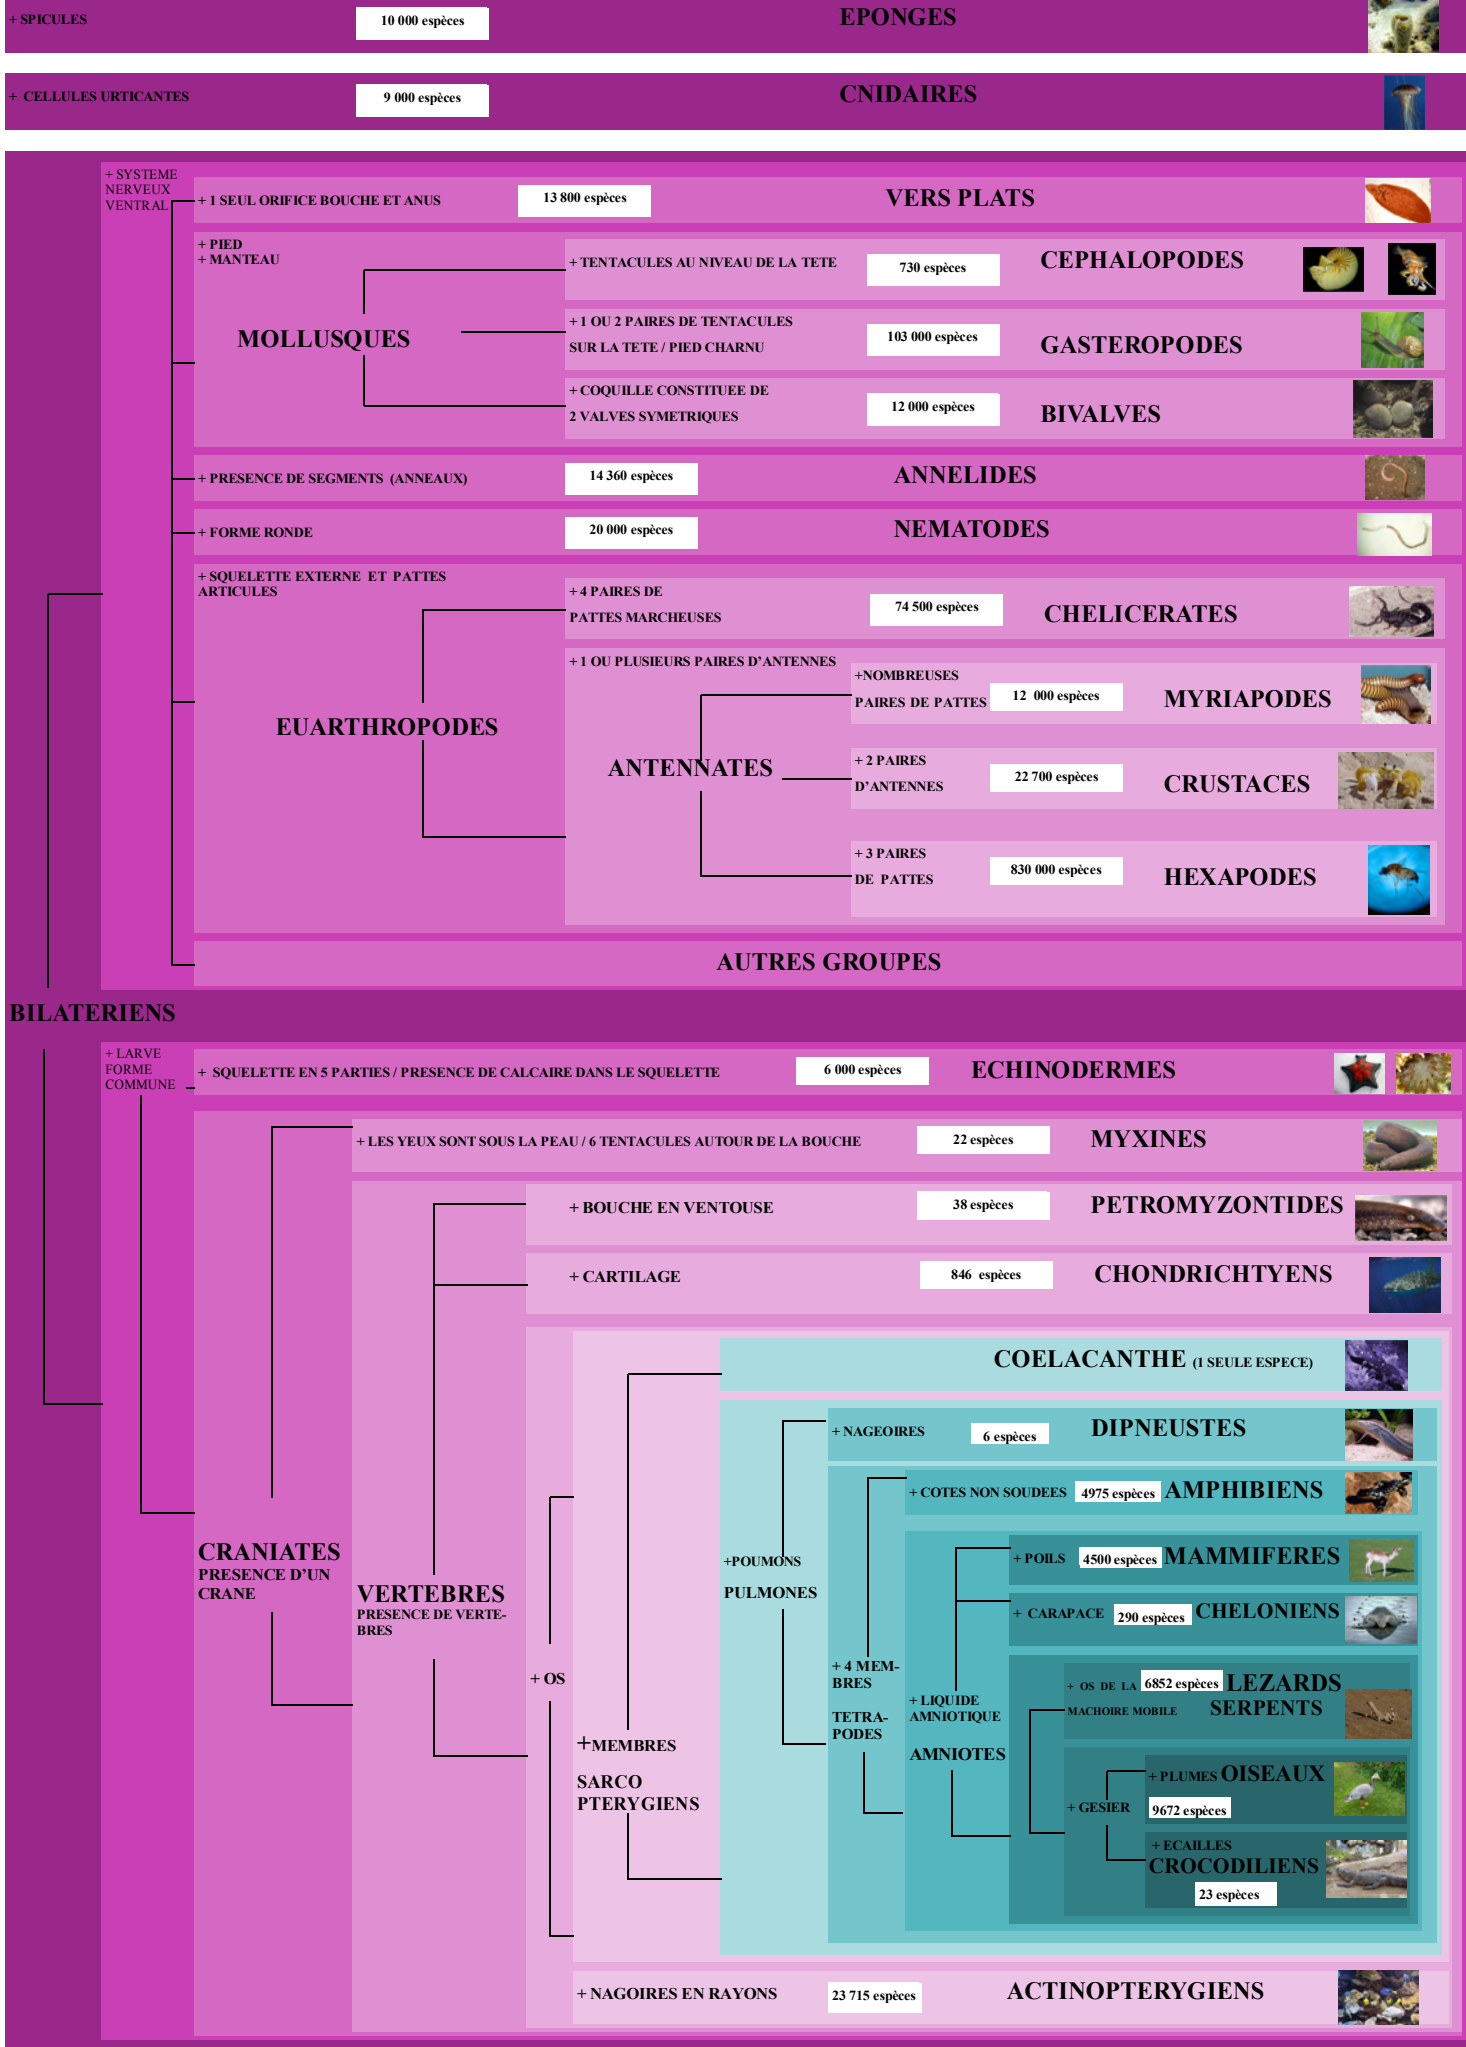 + SPICULES
10 000 espèces
EPONGES
+ CELLULES URTICANTES
9 000 espèces
CNIDAIRES
+ SYSTEME
NERVEUX
VENTRAL
+ 1 SEUL ORIFICE BOUCHE ET ANUS
13 800 espèces
VERS PLATS
+ PIED
+ MANTEAU
MOLLUSQUES
+ TENTACULES AU NIVEAU DE LA TETE
730 espèces
CEPHALOPODES
+ 1 OU 2 PAIRES DE TENTACULES
SUR LA TETE / PIED CHARNU
103 000 espèces
GASTEROPODES
+ COQUILLE CONSTITUEE DE
2 VALVES SYMETRIQUES
12 000 espèces
BIVALVES
+ PRESENCE DE SEGMENTS (ANNEAUX)
14 360 espèces
ANNELIDES
+ FORME RONDE
20 000 espèces
NEMATODES
+ SQUELETTE EXTERNE ET PATTES
ARTICULES
EUARTHROPODES
+ 4 PAIRES DE
PATTES MARCHEUSES
74 500 espèces
CHELICERATES
+ 1 OU PLUSIEURS PAIRES D'ANTENNES
ANTENNATES
+NOMBREUSES
PAIRES DE PATTES
12 000 espèces
MYRIAPODES
+ 2 PAIRES
D'ANTENNES
22 700 espèces
CRUSTACES
+ 3 PAIRES
DE PATTES
830 000 espèces
HEXAPODES
AUTRES GROUPES
BILATERIENS
+ LARVE
FORME
COMMUNE
+ SQUELETTE EN 5 PARTIES / PRESENCE DE CALCAIRE DANS LE SQUELETTE
6 000 espèces
ECHINODERMES
CRANIATES
PRESENCE D'UN
CRANE
+ LES YEUX SONT SOUS LA PEAU / 6 TENTACULES AUTOUR DE LA BOUCHE
22 espèces
MYXINES
VERTEBRES
PRESENCE DE VERTE-
BRES
+ BOUCHE EN VENTOUSE
38 espèces
PETROMYZONTIDES
+ CARTILAGE
846 espèces
CHONDRICHTYENS
+ OS
+MEMBRES
SARCO
PTERYGIENS
COELACANTHE (1 SEULE ESPECE)
+POUMONS
PULMONES
+ NAGEOIRES
6 espèces
DIPNEUSTES
+ 4 MEM-
BRES
TETRA-
PODES
+ COTES NON SOUDEES
4975 espèces
AMPHIBIENS
+ LIQUIDE
AMNIOTIQUE
AMNIOTES
+ POILS
4500 espèces
MAMMIFERES
+ CARAPACE
290 espèces
CHELONIENS
+ OS DE LA
MACHOIRE MOBILE
6852 espèces
LEZARDS
SERPENTS
+ GESIER
+ PLUMES OISEAUX
9672 espèces
+ ECAILLES
CROCODILIENS
23 espèces
+ NAGOIRES EN RAYONS
23 715 espèces
ACTINOPTERYGIENS